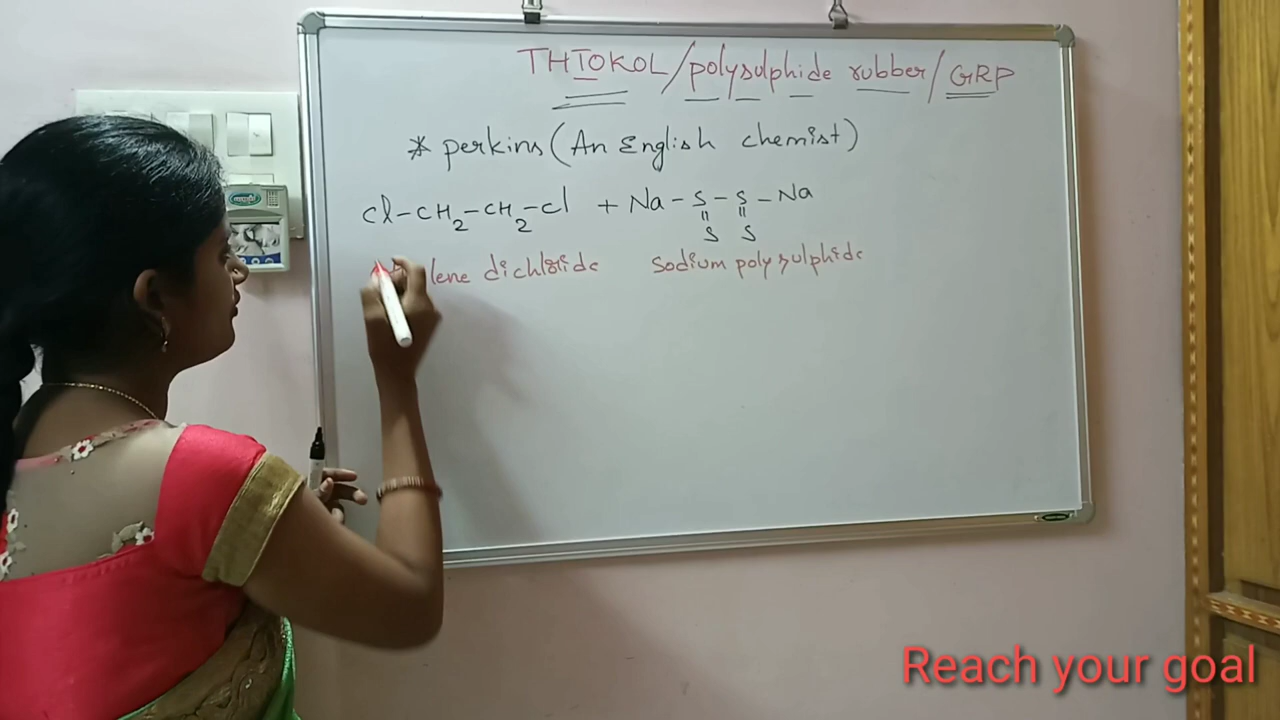 THIOKOL/polysulphide rubber/GRP
* perkins (An English chemist)
Cl-CH2-CH2-Cl + Na-S-S-Na
"   "
S   S
lene dichloride sodium polysulphide
Reach your goal